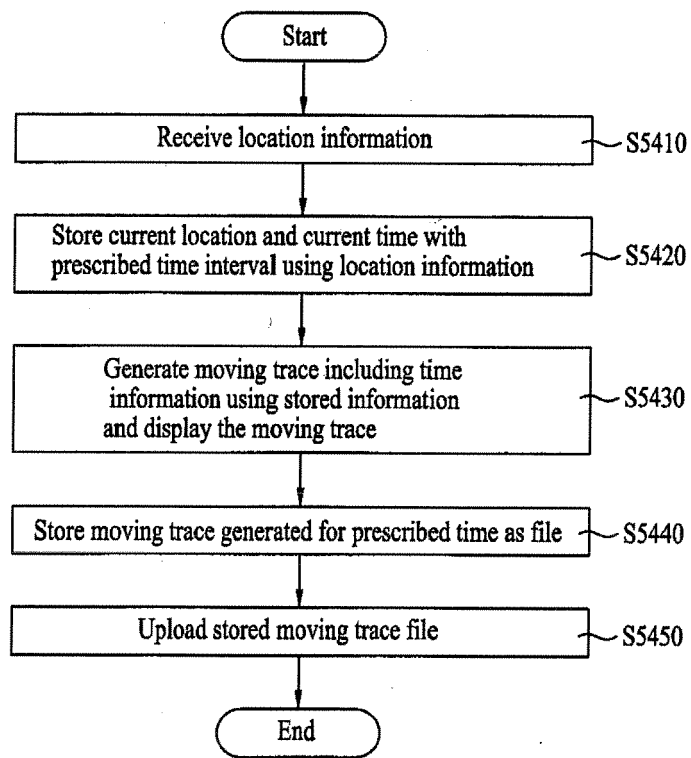 Start
Receive location information
S5410
Store current location and current time with
prescribed time interval using location information
S5420
Generate moving trace including time
information using stored information
and display the moving trace
S5430
Store moving trace generated for prescribed time as file
S5440
Upload stored moving trace file
S5450
End